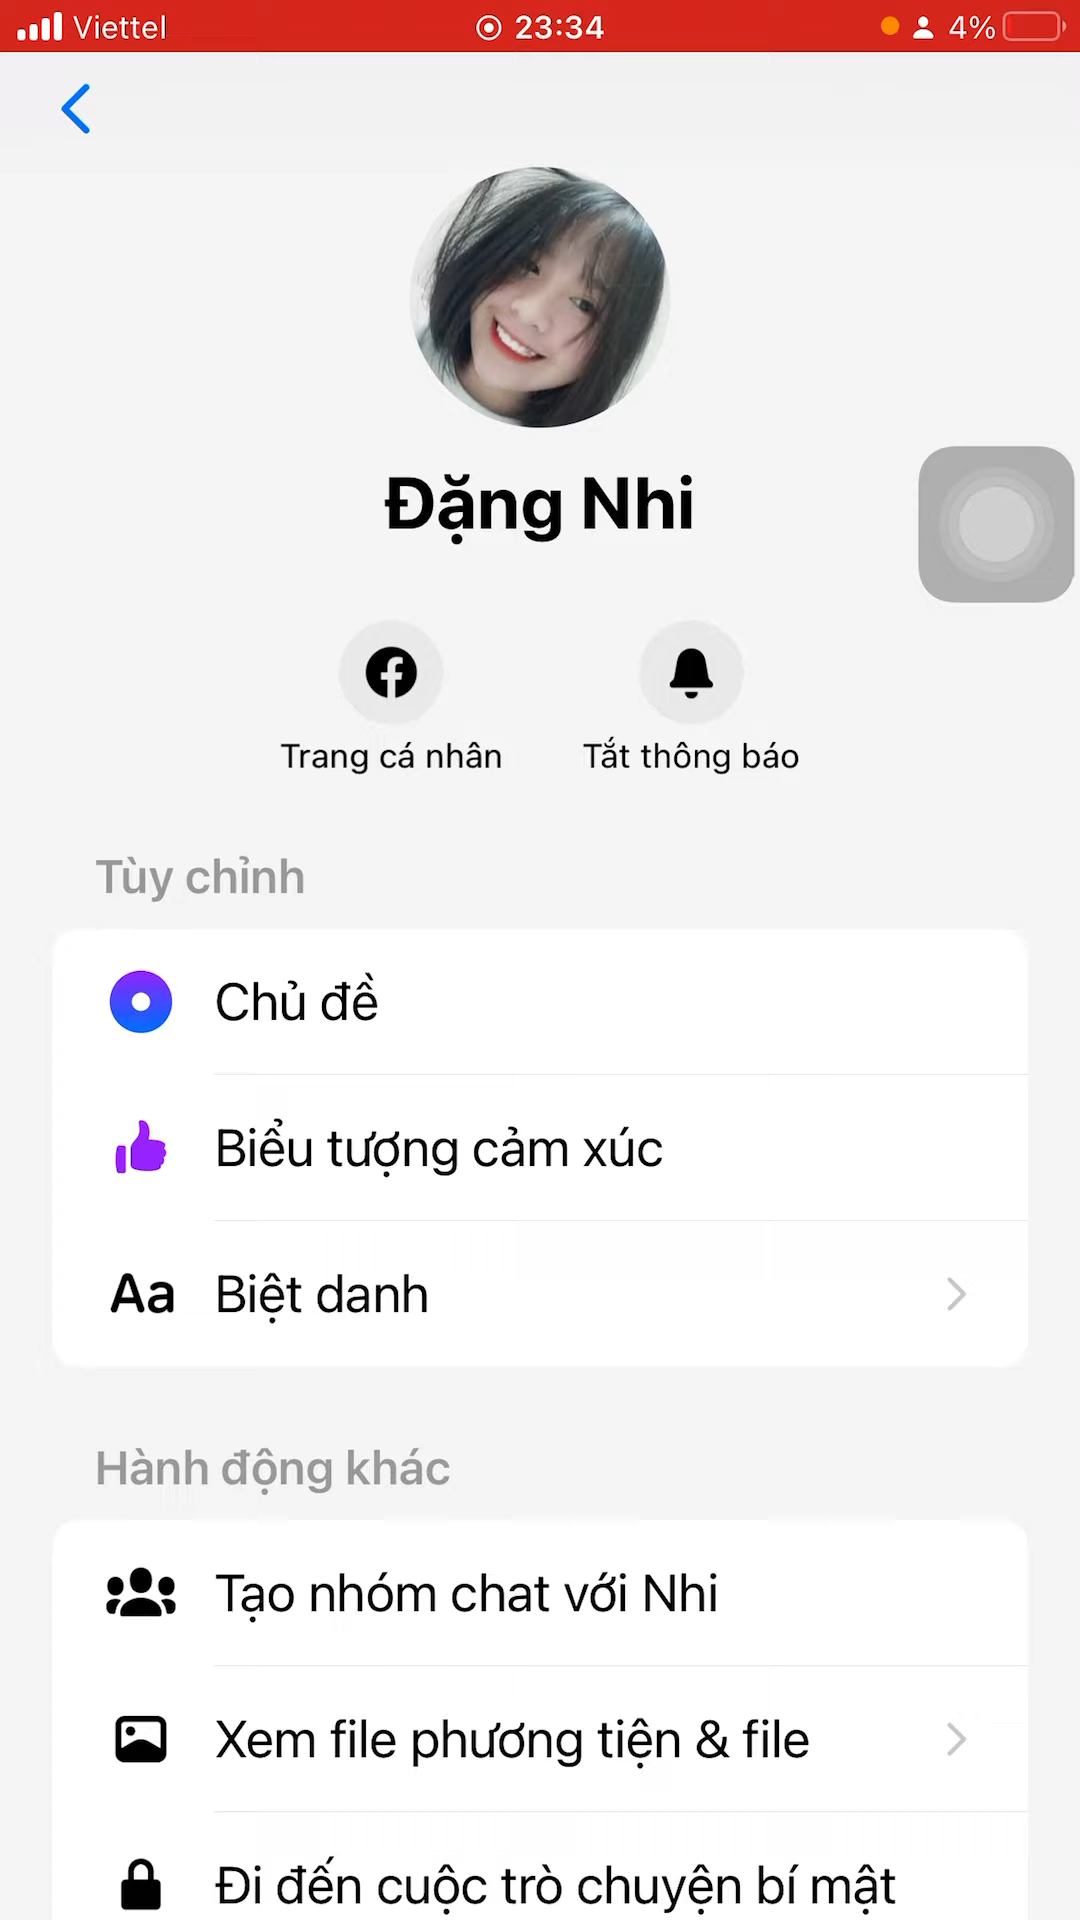 Viettel 23:34 4%
Đặng Nhi
Trang cá nhân Tắt thông báo
Tùy chỉnh
Chủ đề
Biểu tượng cảm xúc
Aa Biệt danh
Hành động khác
Tạo nhóm chat với Nhi
Xem file phương tiện & file
Đi đến cuộc trò chuyện bí mật